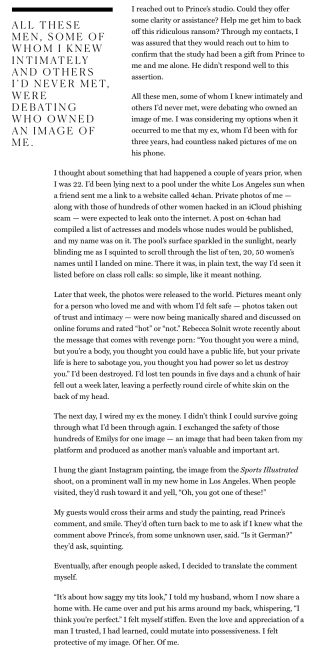 ALL THESE
MEN, SOME OF
WHOM I KNEW
INTIMATELY
AND OTHERS
I'D NEVER MET,
WERE
DEBATING
WHO OWNED
AN IMAGE OF
ME.
I reached out to Prince's studio. Could they offer
some clarity or assistance? Help me get him to back
off this ridiculous ransom? Through my contacts, I
was assured that they would reach out to him to
confirm that the study had been a gift from Prince to
me and me alone. He didn't respond well to this
assertion.
All these men, some of whom I knew intimately and
others I'd never met, were debating who owned an
image of me. I was considering my options when it
occurred to me that my ex, whom I'd been with for
three years, had countless naked pictures of me on
his phone.
I thought about something that had happened a couple of years prior, when
I was 22. I'd been lying next to a pool under the white Los Angeles sun when
a friend sent me a link to a website called 4chan. Private photos of me —
along with those of hundreds of other women hacked in an iCloud phishing
scam — were expected to leak onto the internet. A post on 4chan had
compiled a list of actresses and models whose nudes would be published,
and my name was on it. The pool's surface sparkled in the sunlight, nearly
blinding me as I squinted to scroll through the list of ten, 20, 50 women's
names until I landed on mine. There it was, in plain text, the way I'd seen it
listed before on class roll calls: so simple, like it meant nothing.
Later that week, the photos were released to the world. Pictures meant only
for a person who loved me and with whom I'd felt safe — photos taken out
of trust and intimacy — were now being manically shared and discussed on
online forums and rated "hot" or "not." Rebecca Solnit wrote recently about
the message that comes with revenge porn: "You thought you were a mind,
but you're a body, you thought you could have a public life, but your private
life is here to sabotage you, you thought you had power so let us destroy
you." I'd been destroyed. I'd lost ten pounds in five days and a chunk of hair
fell out a week later, leaving a perfectly round circle of white skin on the
back of my head.
The next day, I wired my ex the money. I didn't think I could survive going
through what I'd been through again. I exchanged the safety of those
hundreds of Emilys for one image — an image that had been taken from my
platform and produced as another man's valuable and important art.
I hung the giant Instagram painting, the image from the Sports Illustrated
shoot, on a prominent wall in my new home in Los Angeles. When people
visited, they'd rush toward it and yell, "Oh, you got one of these!"
My guests would cross their arms and study the painting, read Prince's
comment, and smile. They'd often turn back to me to ask if I knew what the
comment above Prince's, from some unknown user, said. "Is it German?"
they'd ask, squinting.
Eventually, after enough people asked, I decided to translate the comment
myself.
"It's about how saggy my tits look," I told my husband, whom I now share a
home with. He came over and put his arms around my back, whispering, "I
think you're perfect." I felt myself stiffen. Even the love and appreciation of a
man I trusted, I had learned, could mutate into possessiveness. I felt
protective of my image. Of her. Of me.